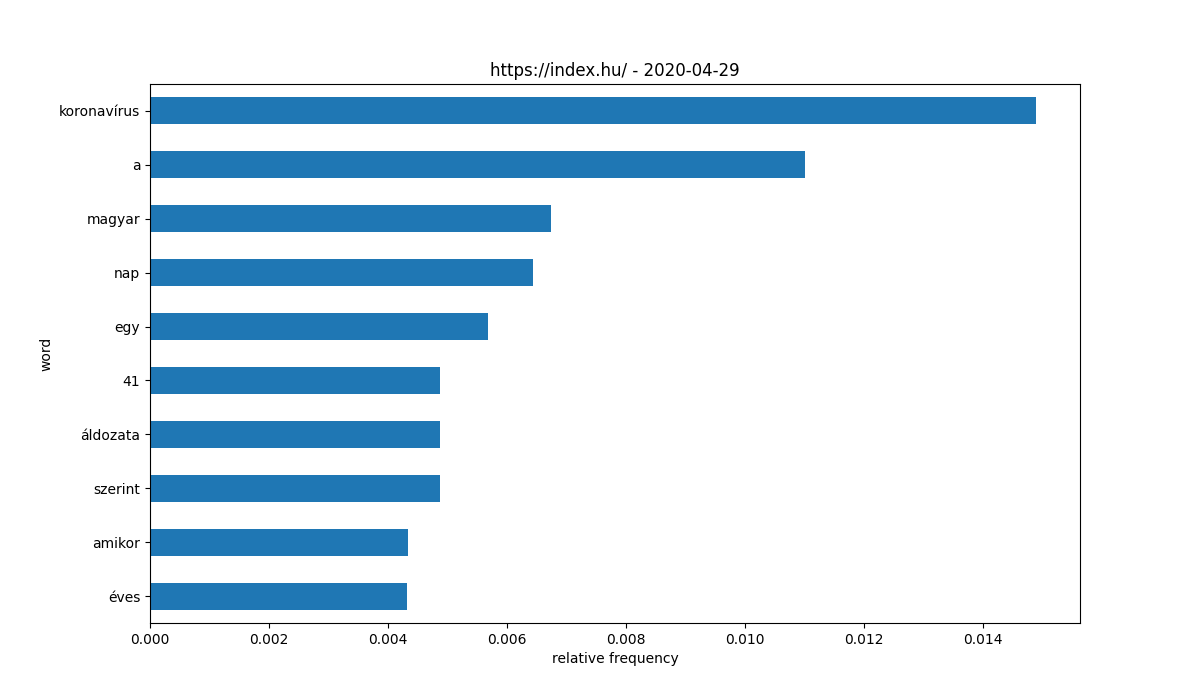 https://index.hu/ - 2020-04-29
koronavírus
a
magyar
nap
egy
41
áldozata
szerint
amikor
éves
word
0.000 0.002 0.004 0.006 0.008 0.010 0.012 0.014
relative frequency